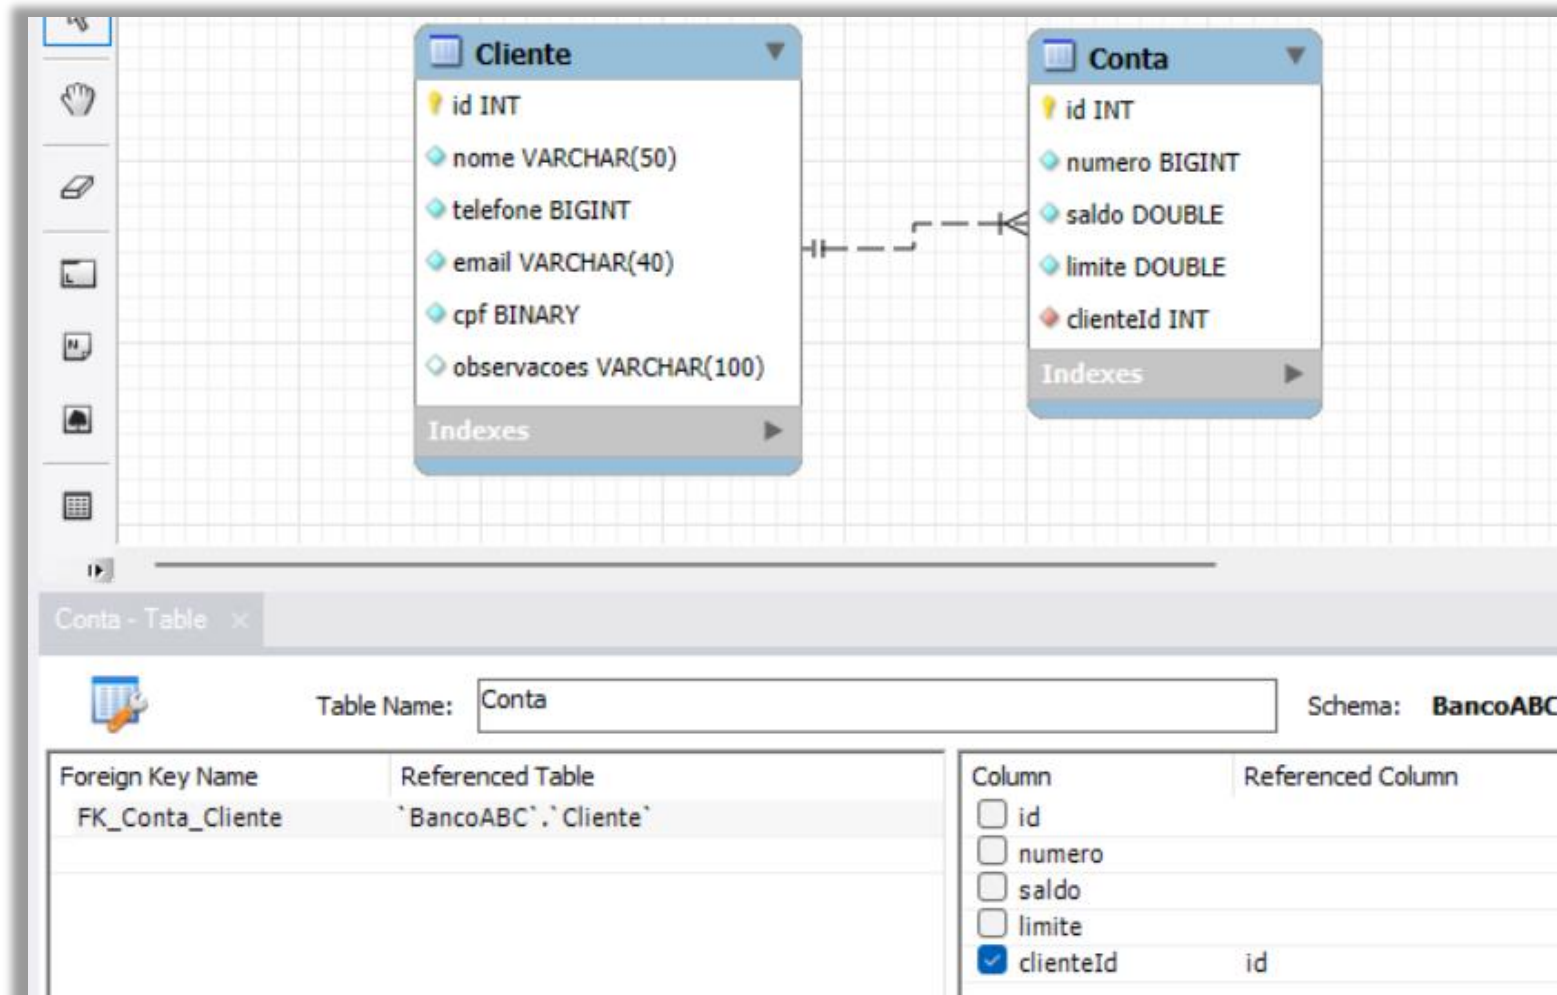 Cliente
id INT
nome VARCHAR(50)
telefone BIGINT
email VARCHAR(40)
cpf BINARY
observacoes VARCHAR(100)
Indexes
Conta
id INT
numero BIGINT
saldo DOUBLE
limite DOUBLE
clienteId INT
Indexes
Conta - Table
Table Name: Conta Schema: BancoABC
Foreign Key Name Referenced Table
FK_Conta_Cliente `BancoABC`.`Cliente`
Column Referenced Column
id
numero
saldo
limite
clienteId id